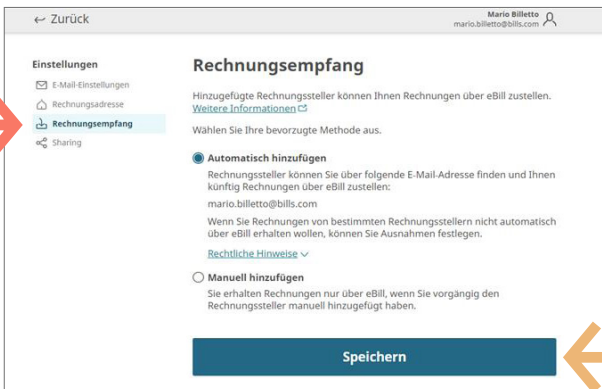 ← Zurück
Mario Billetto
mario.billetto@bills.com
Einstellungen
E-Mail-Einstellungen
Rechnungsadresse
Rechnungsempfang
Sharing
Rechnungsempfang
Hinzugefügte Rechnungssteller können Ihnen Rechnungen über eBill zustellen.
Weitere Informationen
Wählen Sie Ihre bevorzugte Methode aus.
Automatisch hinzufügen
Rechnungssteller können Sie über folgende E-Mail-Adresse finden und Ihnen
künftig Rechnungen über eBill zustellen:
mario.billetto@bills.com
Wenn Sie Rechnungen von bestimmten Rechnungsstellern nicht automatisch
über eBill erhalten wollen, können Sie Ausnahmen festlegen.
Rechtliche Hinweise
Manuell hinzufügen
Sie erhalten Rechnungen nur über eBill, wenn Sie vorgängig den
Rechnungssteller manuell hinzugefügt haben.
Speichern